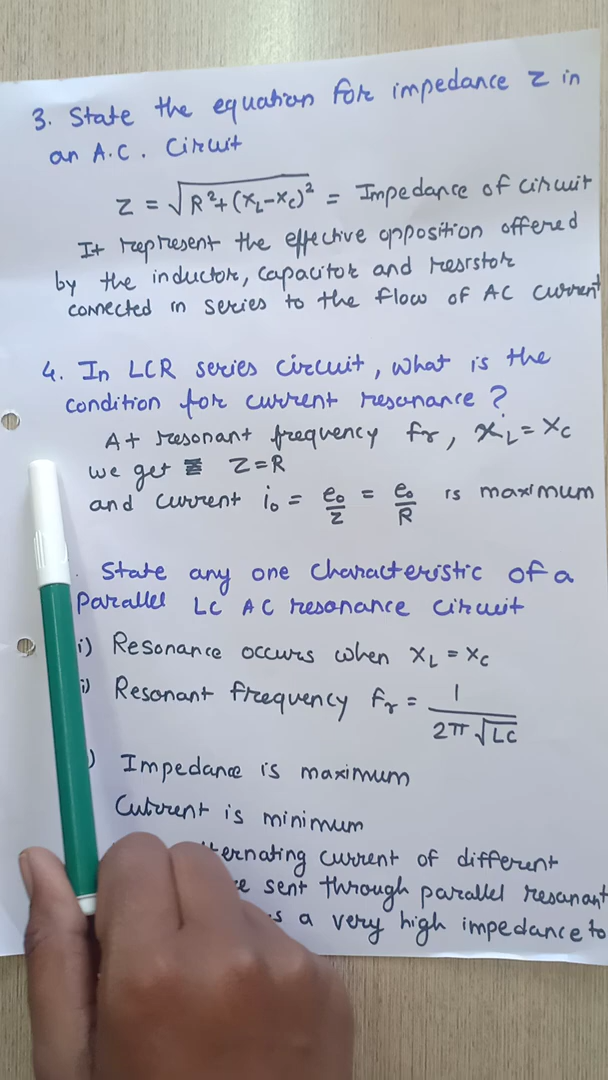 3. State the equation for impedance Z in
an A.C. Circuit
Z = √R²+(XL-XC)² = Impedance of circuit
It represent the effective opposition offered
by the inductor, capacitor and resistor
connected in series to the flow of AC current
4. In LCR series circuit, what is the
condition for current resonance ?
At resonant frequency fr, XL = XC
we get Z=R
and current i₀ = e₀/Z = e₀/R is maximum
State any one characteristic of a
Parallel LC AC resonance circuit
i) Resonance occurs when XL = XC
i) Resonant frequency fr = 1/2π√LC
) Impedance is maximum
Current is minimum
ternating current of different
sent through parallel resonant
a very high impedance to